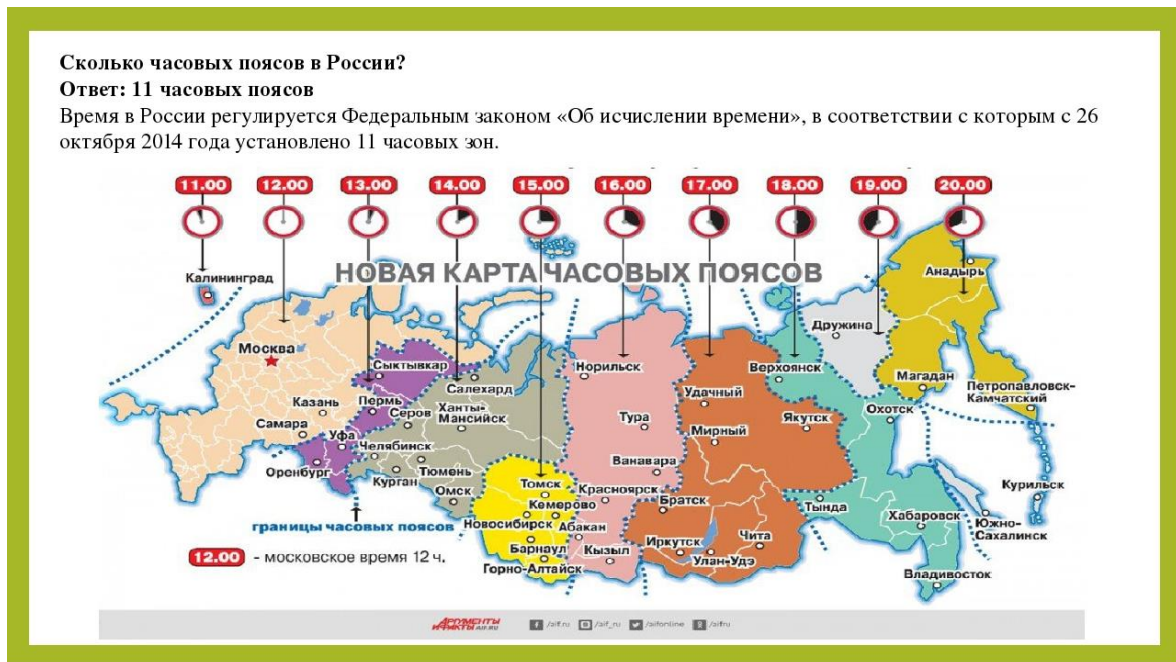 Сколько часовых поясов в России?
Ответ: 11 часовых поясов
Время в России регулируется Федеральным законом «Об исчислении времени», в соответствии с которым с 26
октября 2014 года установлено 11 часовых зон.
11.00 12.00 13.00 14.00 15.00 16.00 17.00 18.00 19.00 20.00
НОВАЯ КАРТА ЧАСОВЫХ ПОЯСОВ
Калининград
Анадырь
Дружина
Москва
Сыктывкар
Норильск
Верхоянск
Салехард
Магадан
Петропавловск-
Камчатский
Удачный
Казань
Пермь
Серов
Ханты-
Мансийск
Тура
Якутск
Охотск
Самара
Уфа
Мирный
Челябинск
Оренбург
Тюмень
Ванавара
Курган
Омск
Томск
Красноярск
Курильск
Кемерово
Братск
Тында
границы часовых поясов
Новосибирск
Абакан
Хабаровск
Южно-
Сахалинск
Чита
Иркутск
Барнаул
Кызыл
Улан-Удэ
12.00 - московское время 12 ч.
Горно-Алтайск
Владивосток
АРГУМЕНТЫ
И ФАКТЫ AIF.RU
/aif.ru /aif_ru /aifonline /aifru